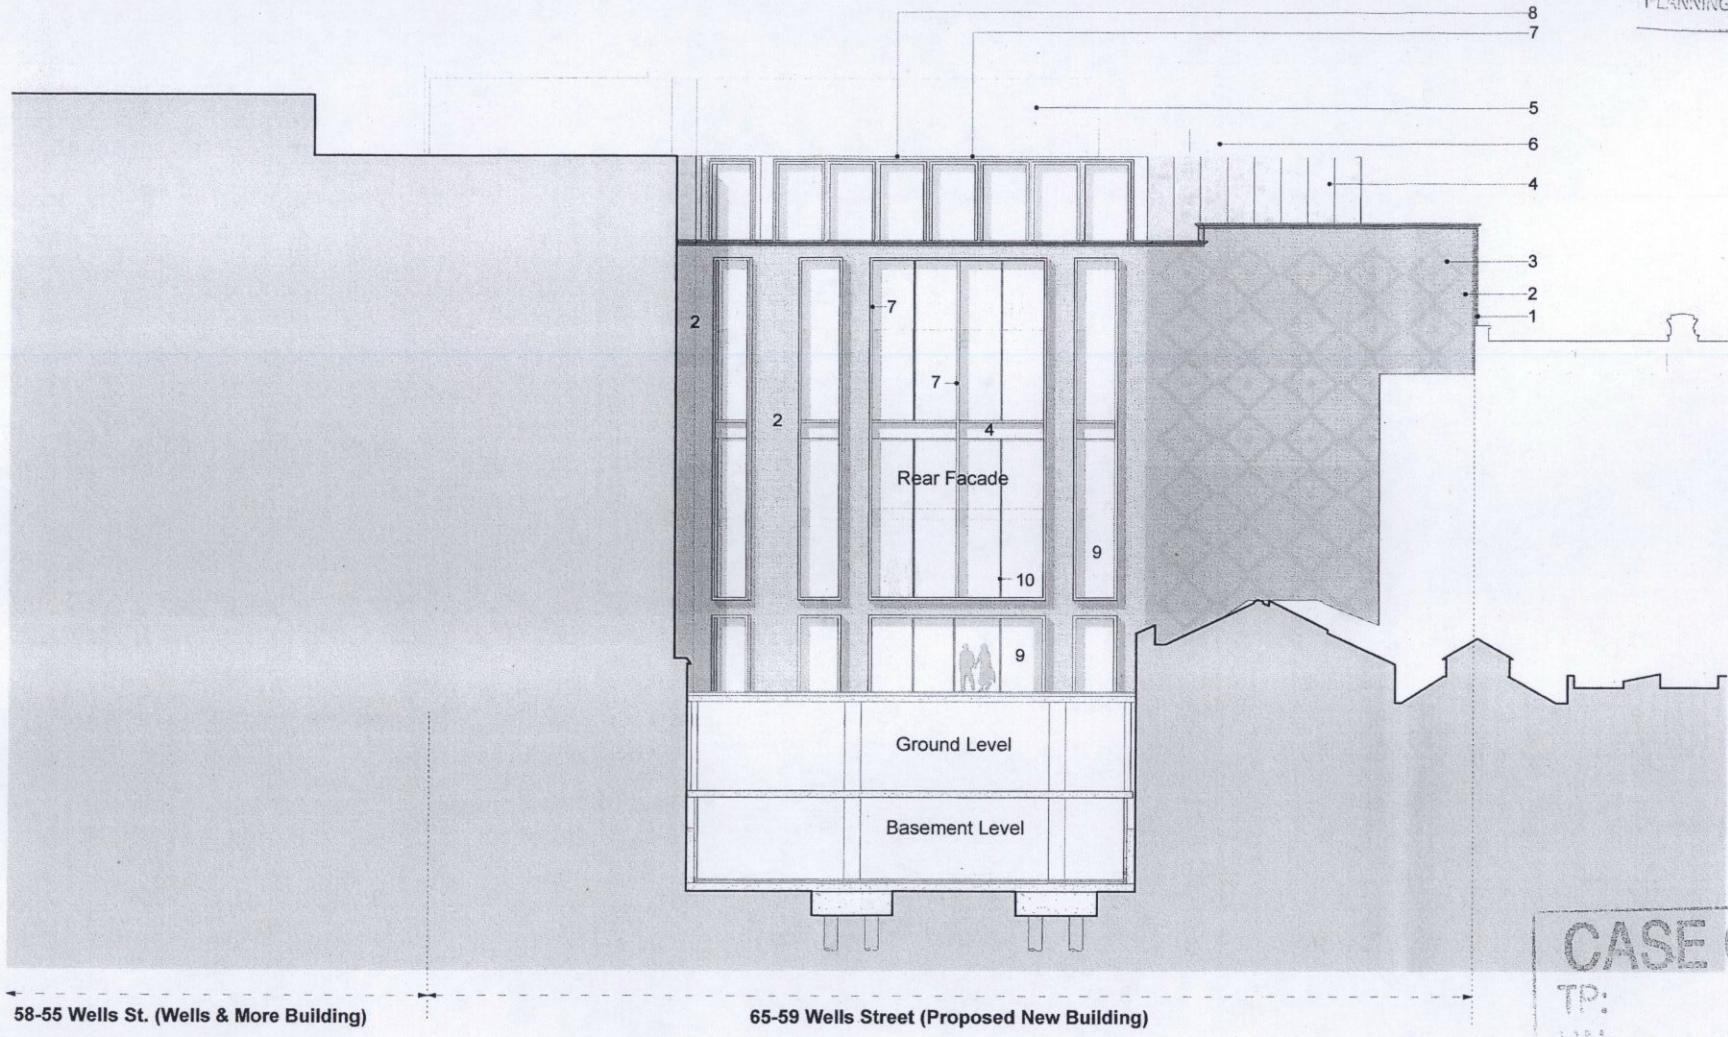 PLANNING
8
7
5
6
4
3
2
1
7
2
7
2
4
Rear Facade
9
10
9
Ground Level
Basement Level
CASE
TP:
58-55 Wells St. (Wells & More Building)
65-59 Wells Street (Proposed New Building)